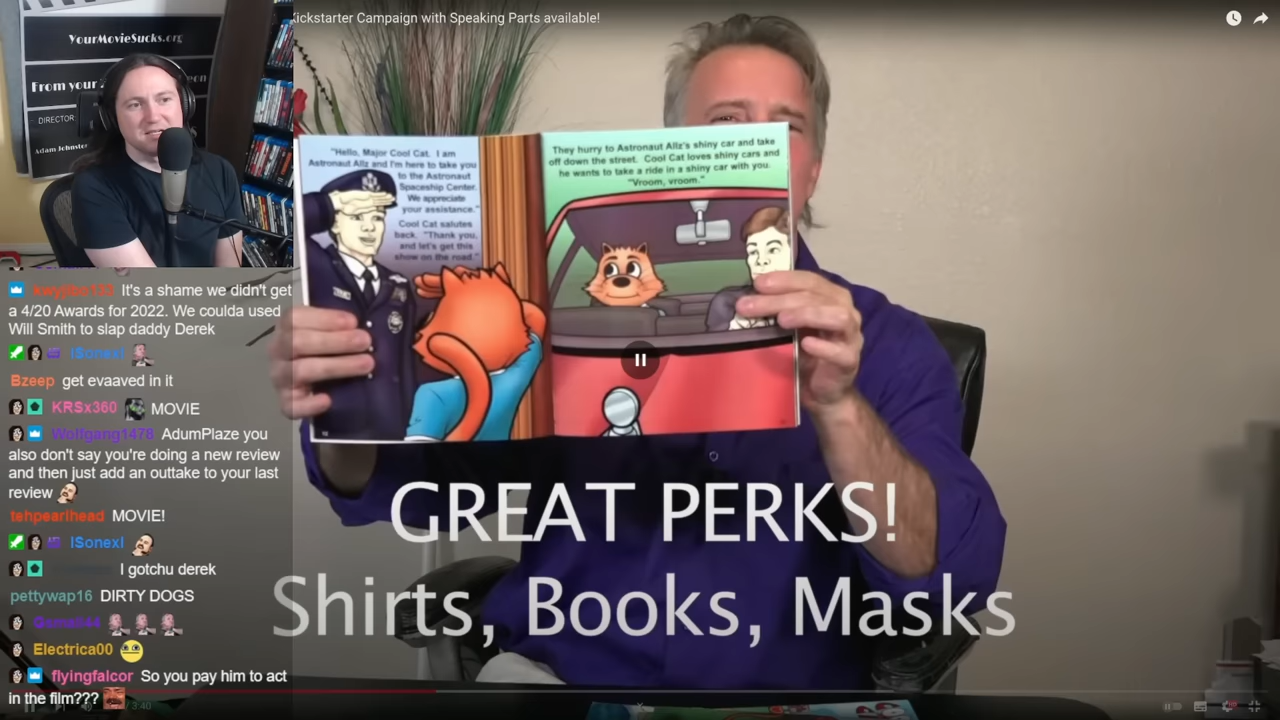 Kickstarter Campaign with Speaking Parts available!
YourMovieSucks.org
From your
DIRECTOR
Adam Johnston
"Hello, Major Cool Cat. I am
Astronaut Allz and I'm here to take you
to the Astronaut
Spaceship Center.
We appreciate
your assistance."
Cool Cat salutes
back. "Thank you,
and let's get this
show on the road."
They hurry to Astronaut Allz's shiny car and take
off down the street. Cool Cat loves shiny cars and
he wants to take a ride in a shiny car with you.
"Vroom, vroom."
It's a shame we didn't get
a 4/20 Awards for 2022. We coulda used
Will Smith to slap daddy Derek
ISonexI
Bzeep get evaaved in it
KRSx360 MOVIE
Wolfgang1478 AdumPlaze you
also don't say you're doing a new review
and then just add an outtake to your last
review
tehpearlhead MOVIE!
ISonexI
I gotchu derek
pettywap16 DIRTY DOGS
Electrica00
flyingfalcor So you pay him to act
in the film???
GREAT PERKS!
Shirts, Books, Masks
/ 3:40